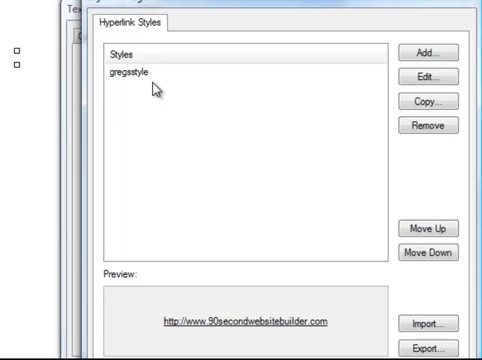 Tex
Hyperlink Styles
Styles
gregsstyle
Add...
Edit...
Copy...
Remove
Move Up
Move Down
Preview:
http://www.90secondwebsitebuilder.com
Import...
Export...